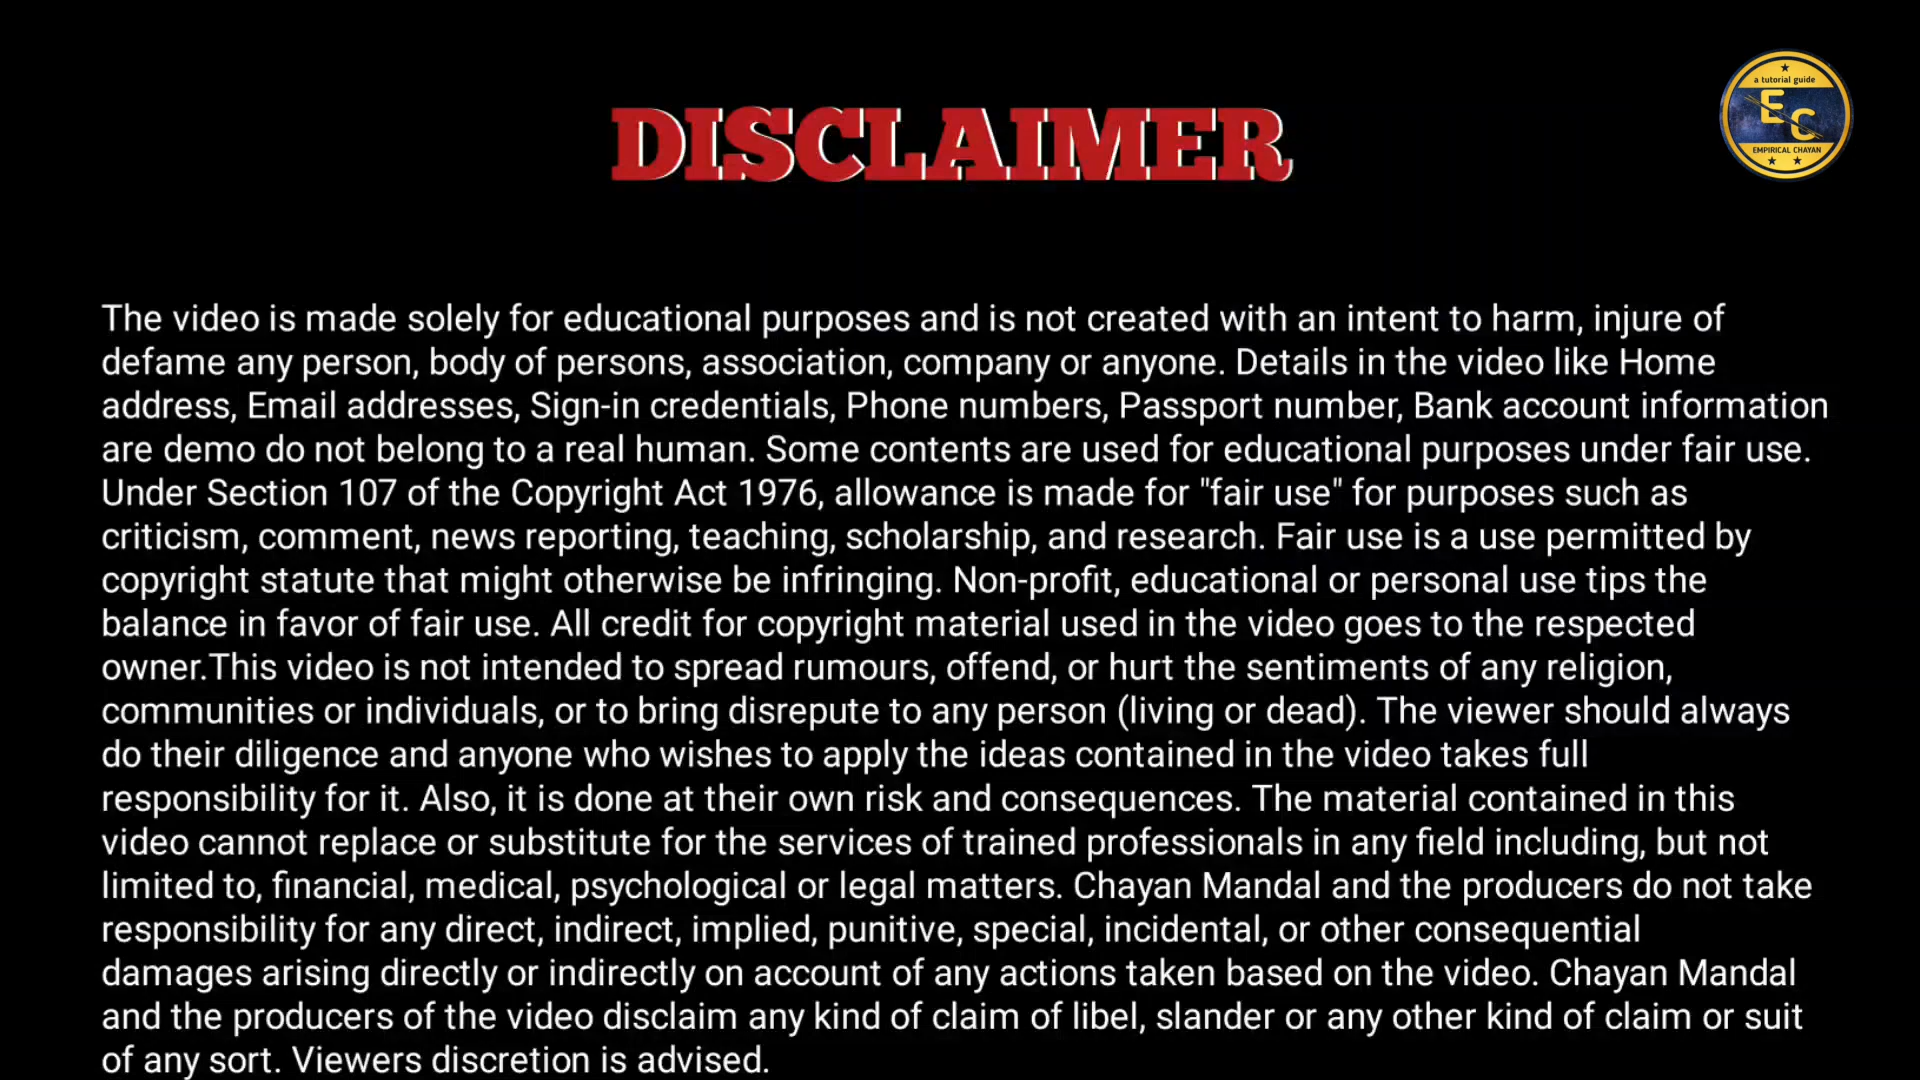 a tutorial guide
EC
EMPIRICAL CHAYAN
DISCLAIMER
The video is made solely for educational purposes and is not created with an intent to harm, injure of
defame any person, body of persons, association, company or anyone. Details in the video like Home
address, Email addresses, Sign-in credentials, Phone numbers, Passport number, Bank account information
are demo do not belong to a real human. Some contents are used for educational purposes under fair use.
Under Section 107 of the Copyright Act 1976, allowance is made for "fair use" for purposes such as
criticism, comment, news reporting, teaching, scholarship, and research. Fair use is a use permitted by
copyright statute that might otherwise be infringing. Non-profit, educational or personal use tips the
balance in favor of fair use. All credit for copyright material used in the video goes to the respected
owner.This video is not intended to spread rumours, offend, or hurt the sentiments of any religion,
communities or individuals, or to bring disrepute to any person (living or dead). The viewer should always
do their diligence and anyone who wishes to apply the ideas contained in the video takes full
responsibility for it. Also, it is done at their own risk and consequences. The material contained in this
video cannot replace or substitute for the services of trained professionals in any field including, but not
limited to, financial, medical, psychological or legal matters. Chayan Mandal and the producers do not take
responsibility for any direct, indirect, implied, punitive, special, incidental, or other consequential
damages arising directly or indirectly on account of any actions taken based on the video. Chayan Mandal
and the producers of the video disclaim any kind of claim of libel, slander or any other kind of claim or suit
of any sort. Viewers discretion is advised.